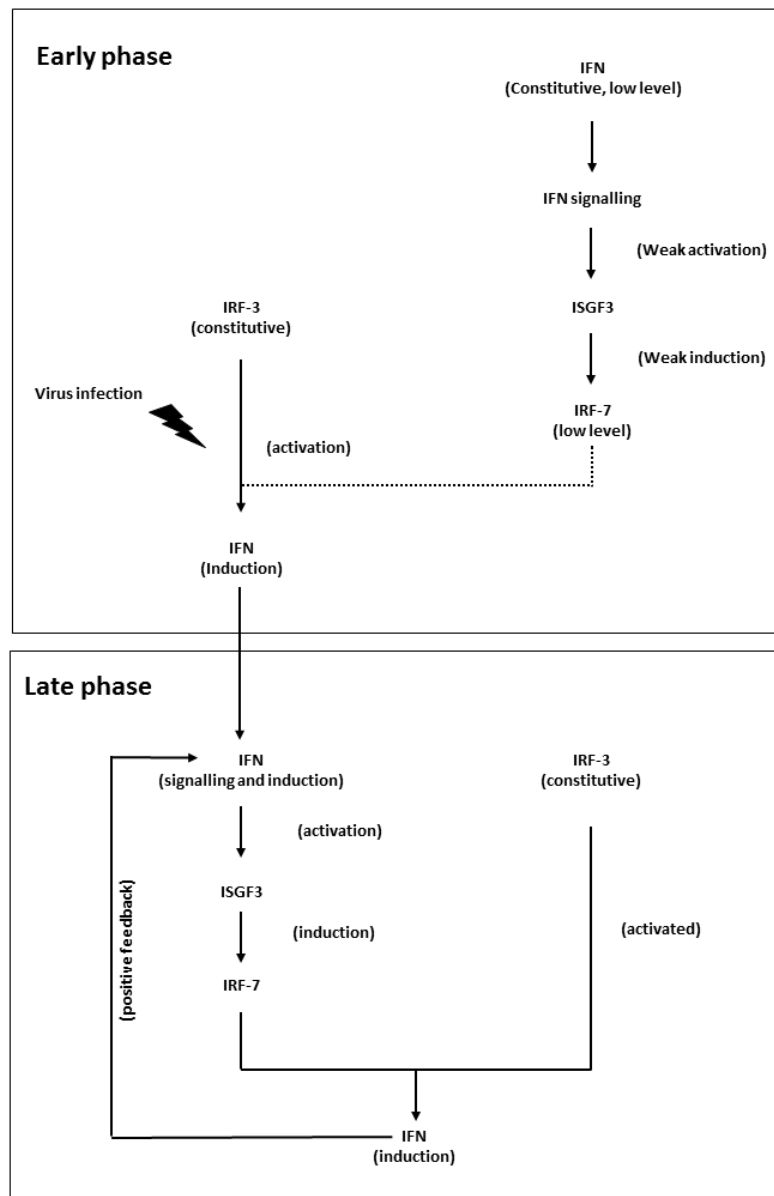 Early phase
IFN
(Constitutive, low level)
IFN signalling
(Weak activation)
ISGF3
(Weak induction)
IRF-7
(low level)
IRF-3
(constitutive)
Virus infection
(activation)
IFN
(Induction)
Late phase
IFN
(signalling and induction)
(activation)
ISGF3
(induction)
IRF-7
IRF-3
(constitutive)
(activated)
(positive feedback)
IFN
(induction)